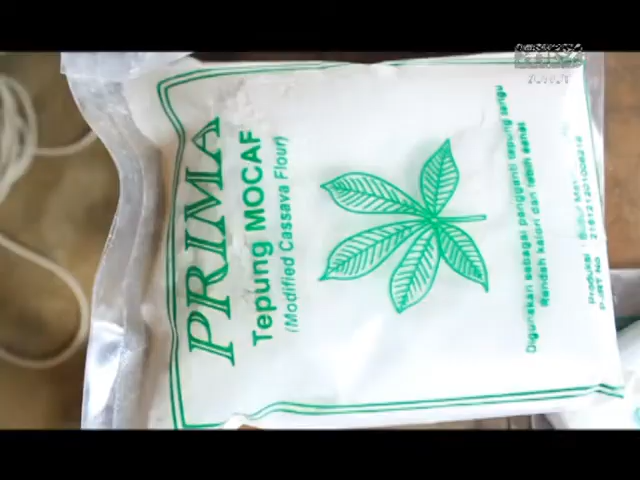 PRIMA
Tepung MOCAF
(Modified Cassava Flour)
Digunakan sebagai pengganti tepung terigu
Rendah kalori dan lebih sehat
Produksi :
P-IRT No